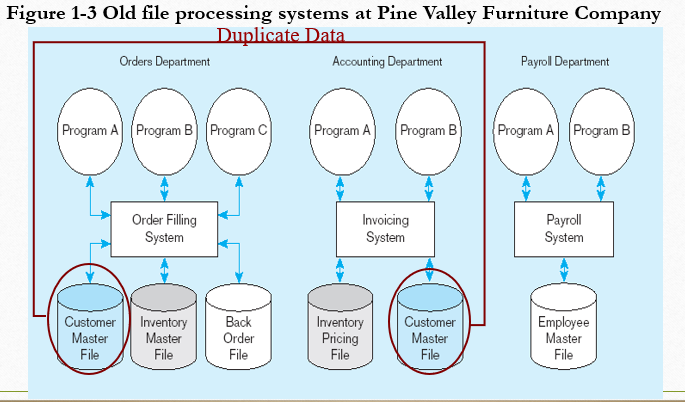 Figure 1-3 Old file processing systems at Pine Valley Furniture Company
Duplicate Data
Orders Department
Accounting Department
Payroll Department
Program A
Program B
Program C
Program A
Program B
Program A
Program B
Order Filling
System
Invoicing
System
Payroll
System
Customer
Master
File
Inventory
Master
File
Back
Order
File
Inventory
Pricing
File
Customer
Master
File
Employee
Master
File